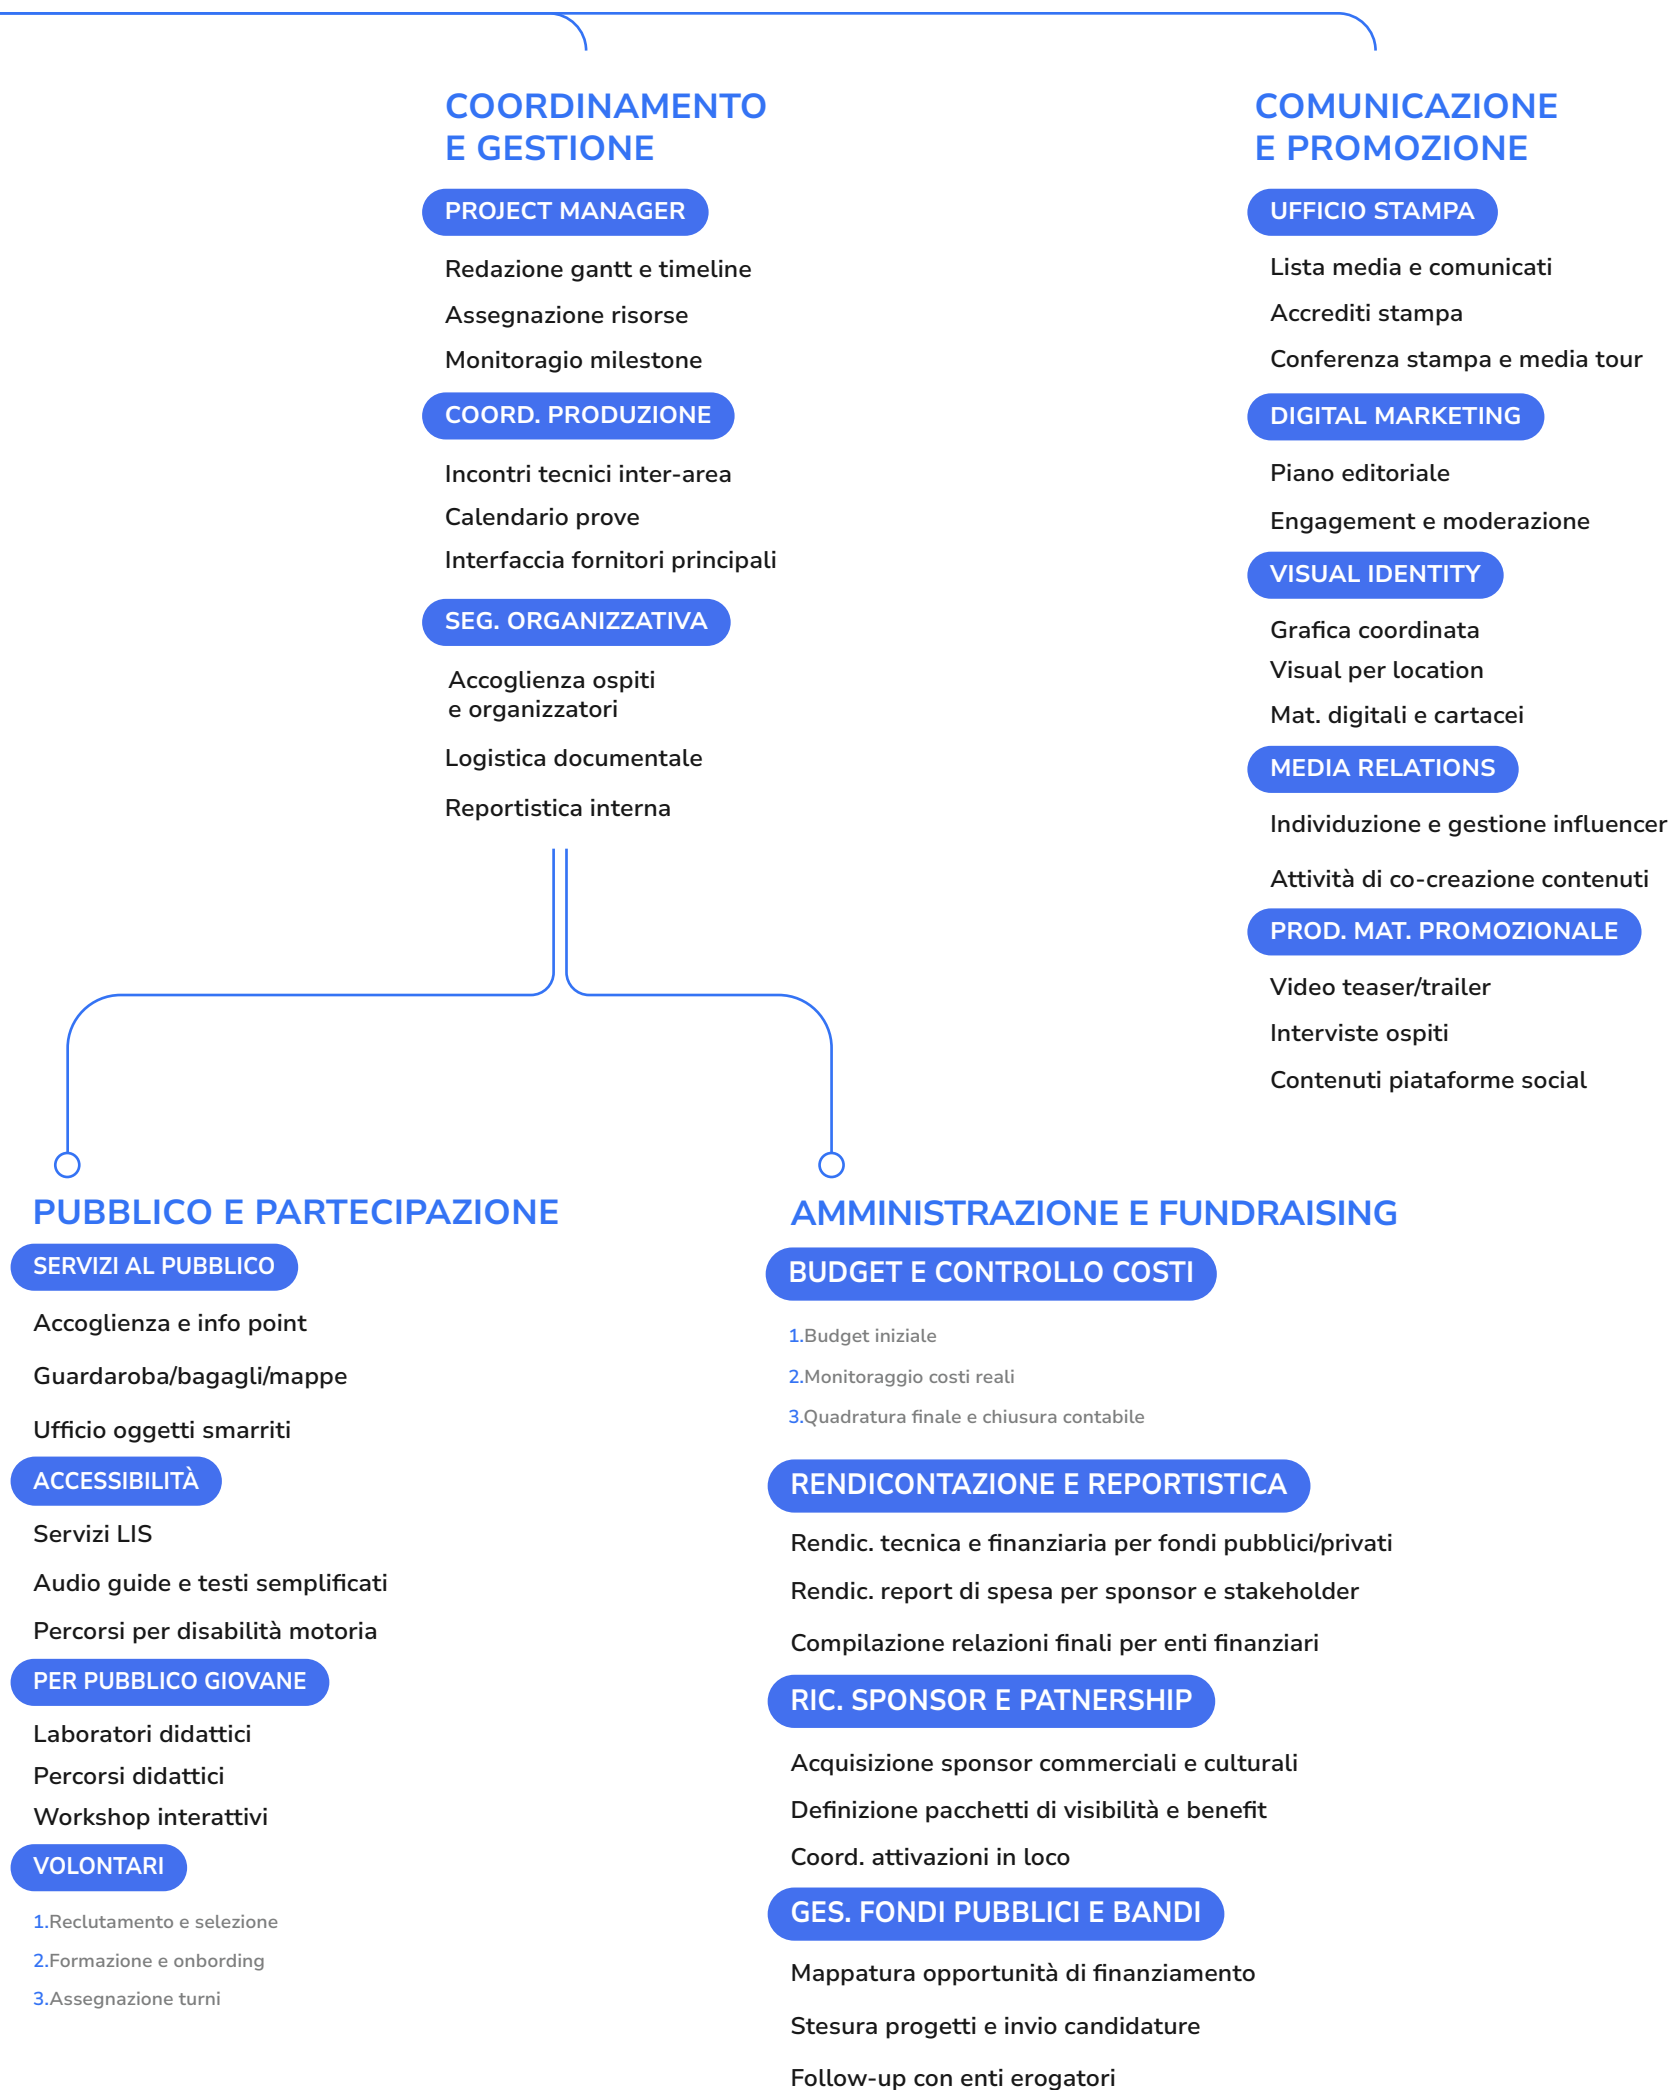 COORDINAMENTO
E GESTIONE
PROJECT MANAGER
Redazione gantt e timeline
Assegnazione risorse
Monitoragio milestone
COORD. PRODUZIONE
Incontri tecnici inter-area
Calendario prove
Interfaccia fornitori principali
SEG. ORGANIZZATIVA
Accoglienza ospiti
e organizzatori
Logistica documentale
Reportistica interna
COMUNICAZIONE
E PROMOZIONE
UFFICIO STAMPA
Lista media e comunicati
Accrediti stampa
Conferenza stampa e media tour
DIGITAL MARKETING
Piano editoriale
Engagement e moderazione
VISUAL IDENTITY
Grafica coordinata
Visual per location
Mat. digitali e cartacei
MEDIA RELATIONS
Individuzione e gestione influencer
Attività di co-creazione contenuti
PROD. MAT. PROMOZIONALE
Video teaser/trailer
Interviste ospiti
Contenuti piataforme social
PUBBLICO E PARTECIPAZIONE
SERVIZI AL PUBBLICO
Accoglienza e info point
Guardaroba/bagagli/mappe
Ufficio oggetti smarriti
ACCESSIBILITÀ
Servizi LIS
Audio guide e testi semplificati
Percorsi per disabilità motoria
PER PUBBLICO GIOVANE
Laboratori didattici
Percorsi didattici
Workshop interattivi
VOLONTARI
1.Reclutamento e selezione
2.Formazione e onbording
3.Assegnazione turni
AMMINISTRAZIONE E FUNDRAISING
BUDGET E CONTROLLO COSTI
1.Budget iniziale
2.Monitoraggio costi reali
3.Quadratura finale e chiusura contabile
RENDICONTAZIONE E REPORTISTICA
Rendic. tecnica e finanziaria per fondi pubblici/privati
Rendic. report di spesa per sponsor e stakeholder
Compilazione relazioni finali per enti finanziari
RIC. SPONSOR E PATNERSHIP
Acquisizione sponsor commerciali e culturali
Definizione pacchetti di visibilità e benefit
Coord. attivazioni in loco
GES. FONDI PUBBLICI E BANDI
Mappatura opportunità di finanziamento
Stesura progetti e invio candidature
Follow-up con enti erogatori